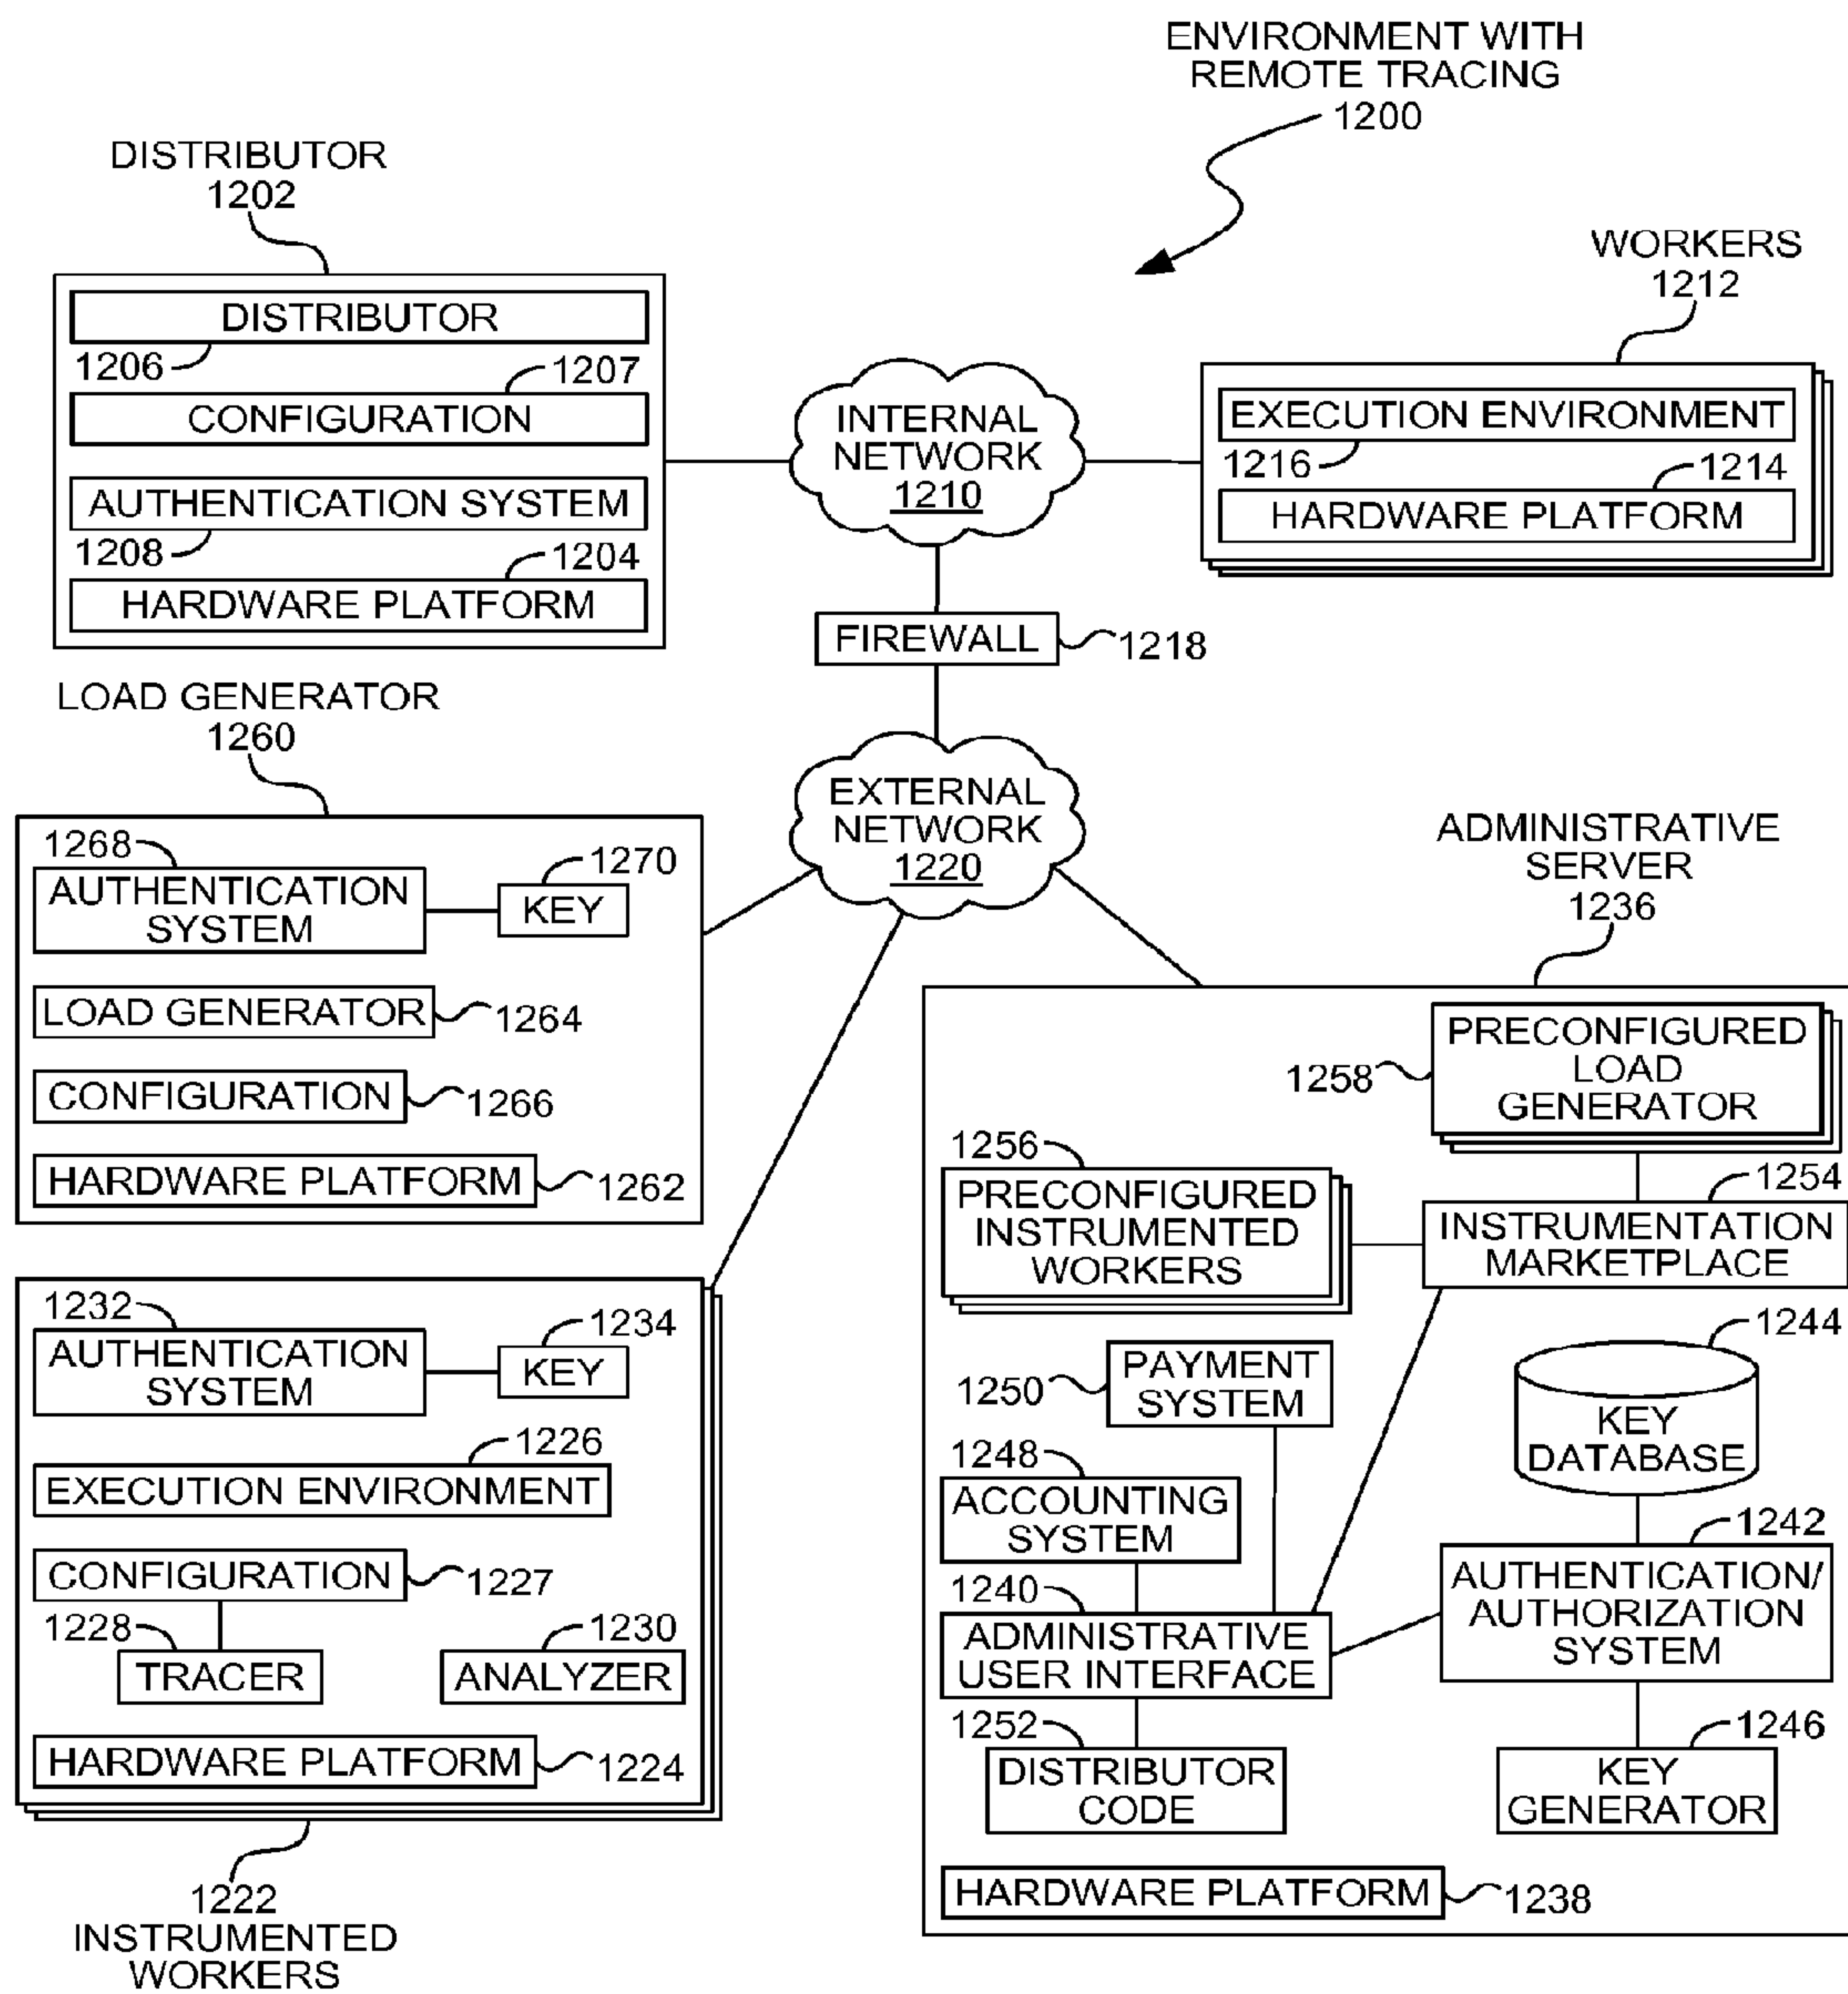 ENVIRONMENT WITH
REMOTE TRACING
1200
DISTRIBUTOR
1202
DISTRIBUTOR
1206
1207
CONFIGURATION
AUTHENTICATION SYSTEM
1208
1204
HARDWARE PLATFORM
INTERNAL
NETWORK
1210
WORKERS
1212
EXECUTION ENVIRONMENT
1216
1214
HARDWARE PLATFORM
FIREWALL
1218
EXTERNAL
NETWORK
1220
LOAD GENERATOR
1260
1268
AUTHENTICATION
SYSTEM
1270
KEY
LOAD GENERATOR
1264
CONFIGURATION
1266
HARDWARE PLATFORM
1262
1232
AUTHENTICATION
SYSTEM
1234
KEY
1226
EXECUTION ENVIRONMENT
CONFIGURATION
1227
1228
TRACER
1230
ANALYZER
HARDWARE PLATFORM
1224
1222
INSTRUMENTED
WORKERS
ADMINISTRATIVE
SERVER
1236
PRECONFIGURED
LOAD
GENERATOR
1258
1256
PRECONFIGURED
INSTRUMENTED
WORKERS
1254
INSTRUMENTATION
MARKETPLACE
1250
PAYMENT
SYSTEM
1244
KEY
DATABASE
1248
ACCOUNTING
SYSTEM
1242
AUTHENTICATION/
AUTHORIZATION
SYSTEM
1240
ADMINISTRATIVE
USER INTERFACE
1252
DISTRIBUTOR
CODE
1246
KEY
GENERATOR
HARDWARE PLATFORM
1238